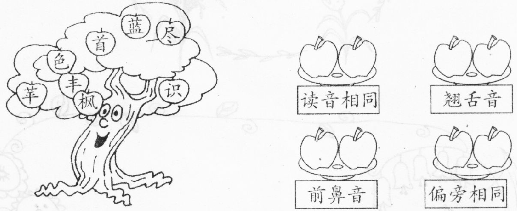 首 蓝 尽
色
苹 丰 枫 识
读音相同 翘舌音
前鼻音 偏旁相同